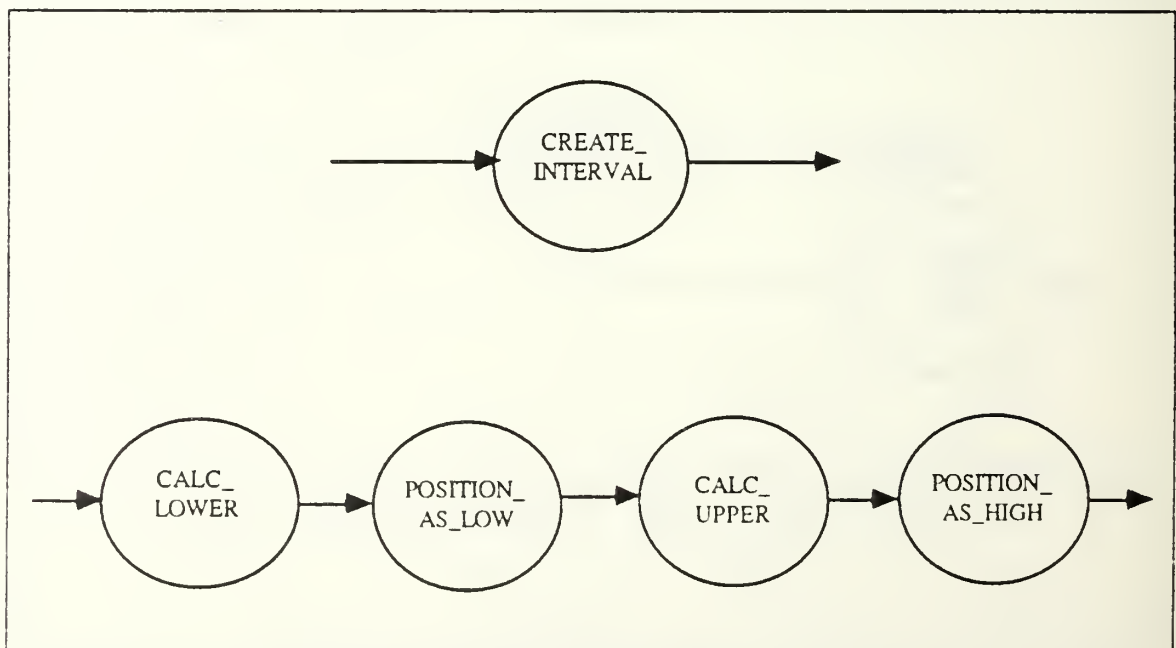 CREATE_
INTERVAL
CALC_
LOWER
POSITION_
AS_LOW
CALC_
UPPER
POSITION_
AS_HIGH